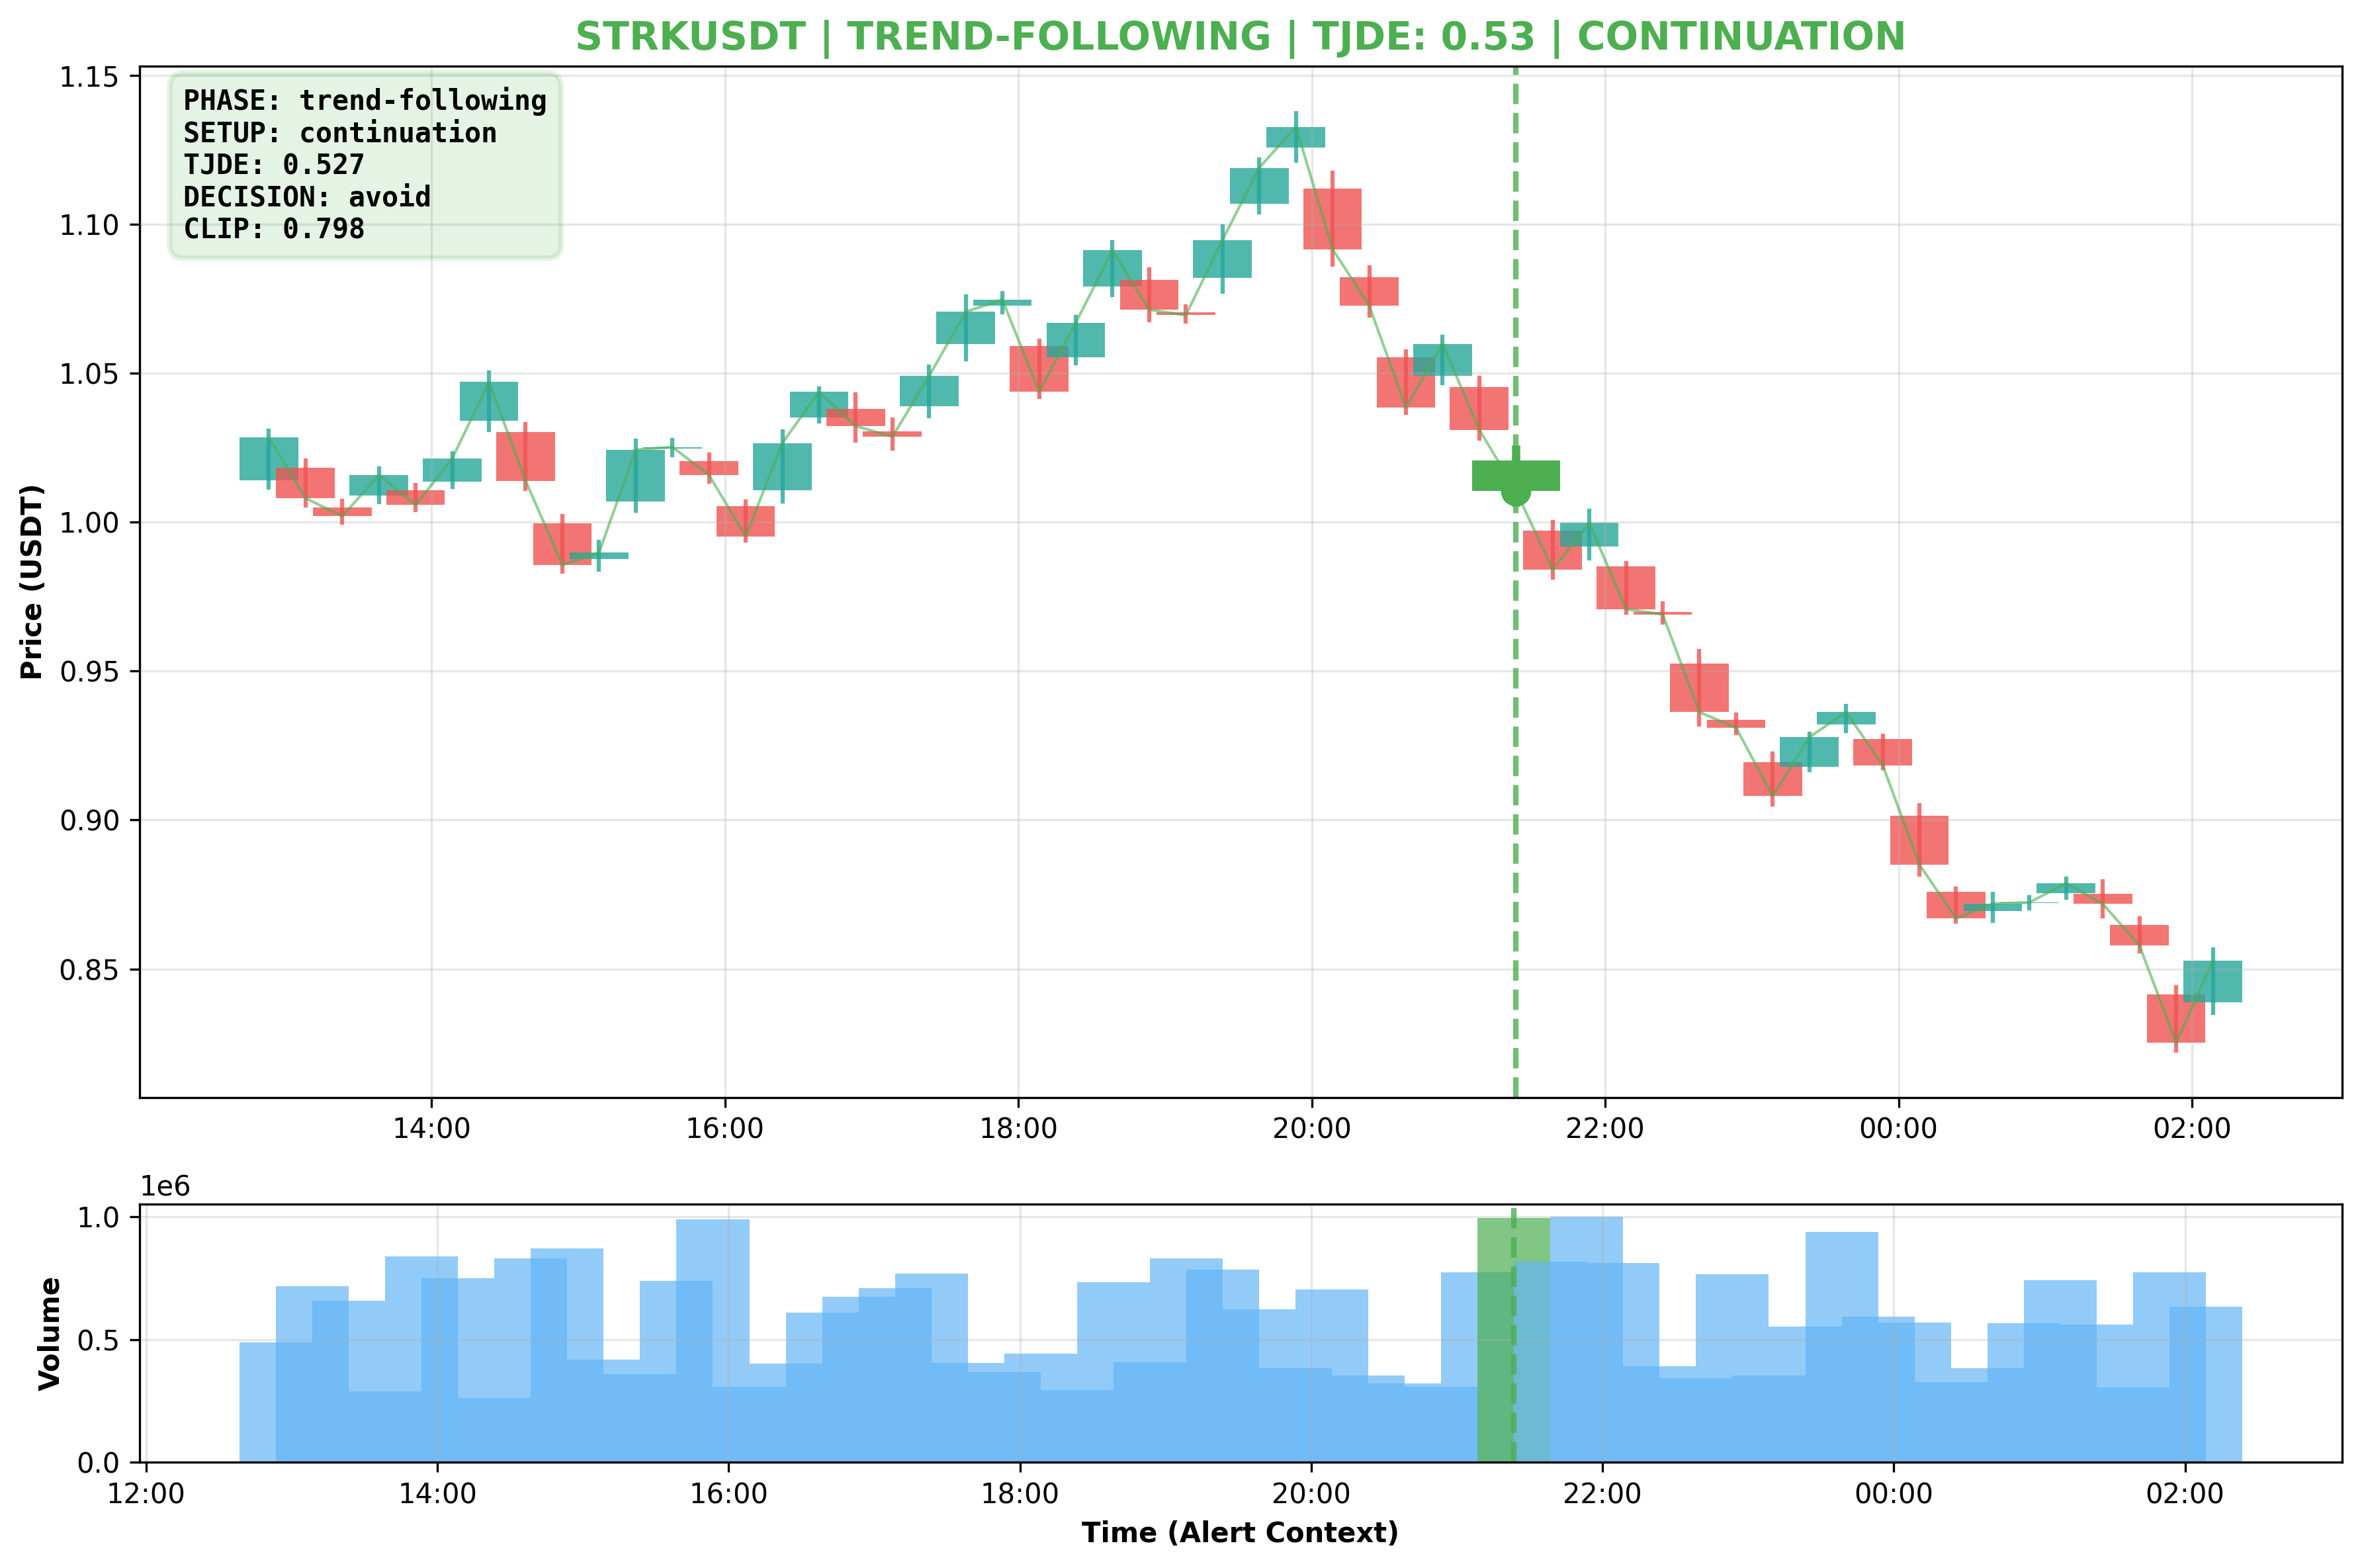 STRKUSDT | TREND-FOLLOWING | TJDE: 0.53 | CONTINUATION
PHASE: trend-following
SETUP: continuation
TJDE: 0.527
DECISION: avoid
CLIP: 0.798
Price (USDT)
1.15
1.10
1.05
1.00
0.95
0.90
0.85
14:00 16:00 18:00 20:00 22:00 00:00 02:00
1e6
Volume
1.0
0.5
0.0
12:00 14:00 16:00 18:00 20:00 22:00 00:00 02:00
Time (Alert Context)